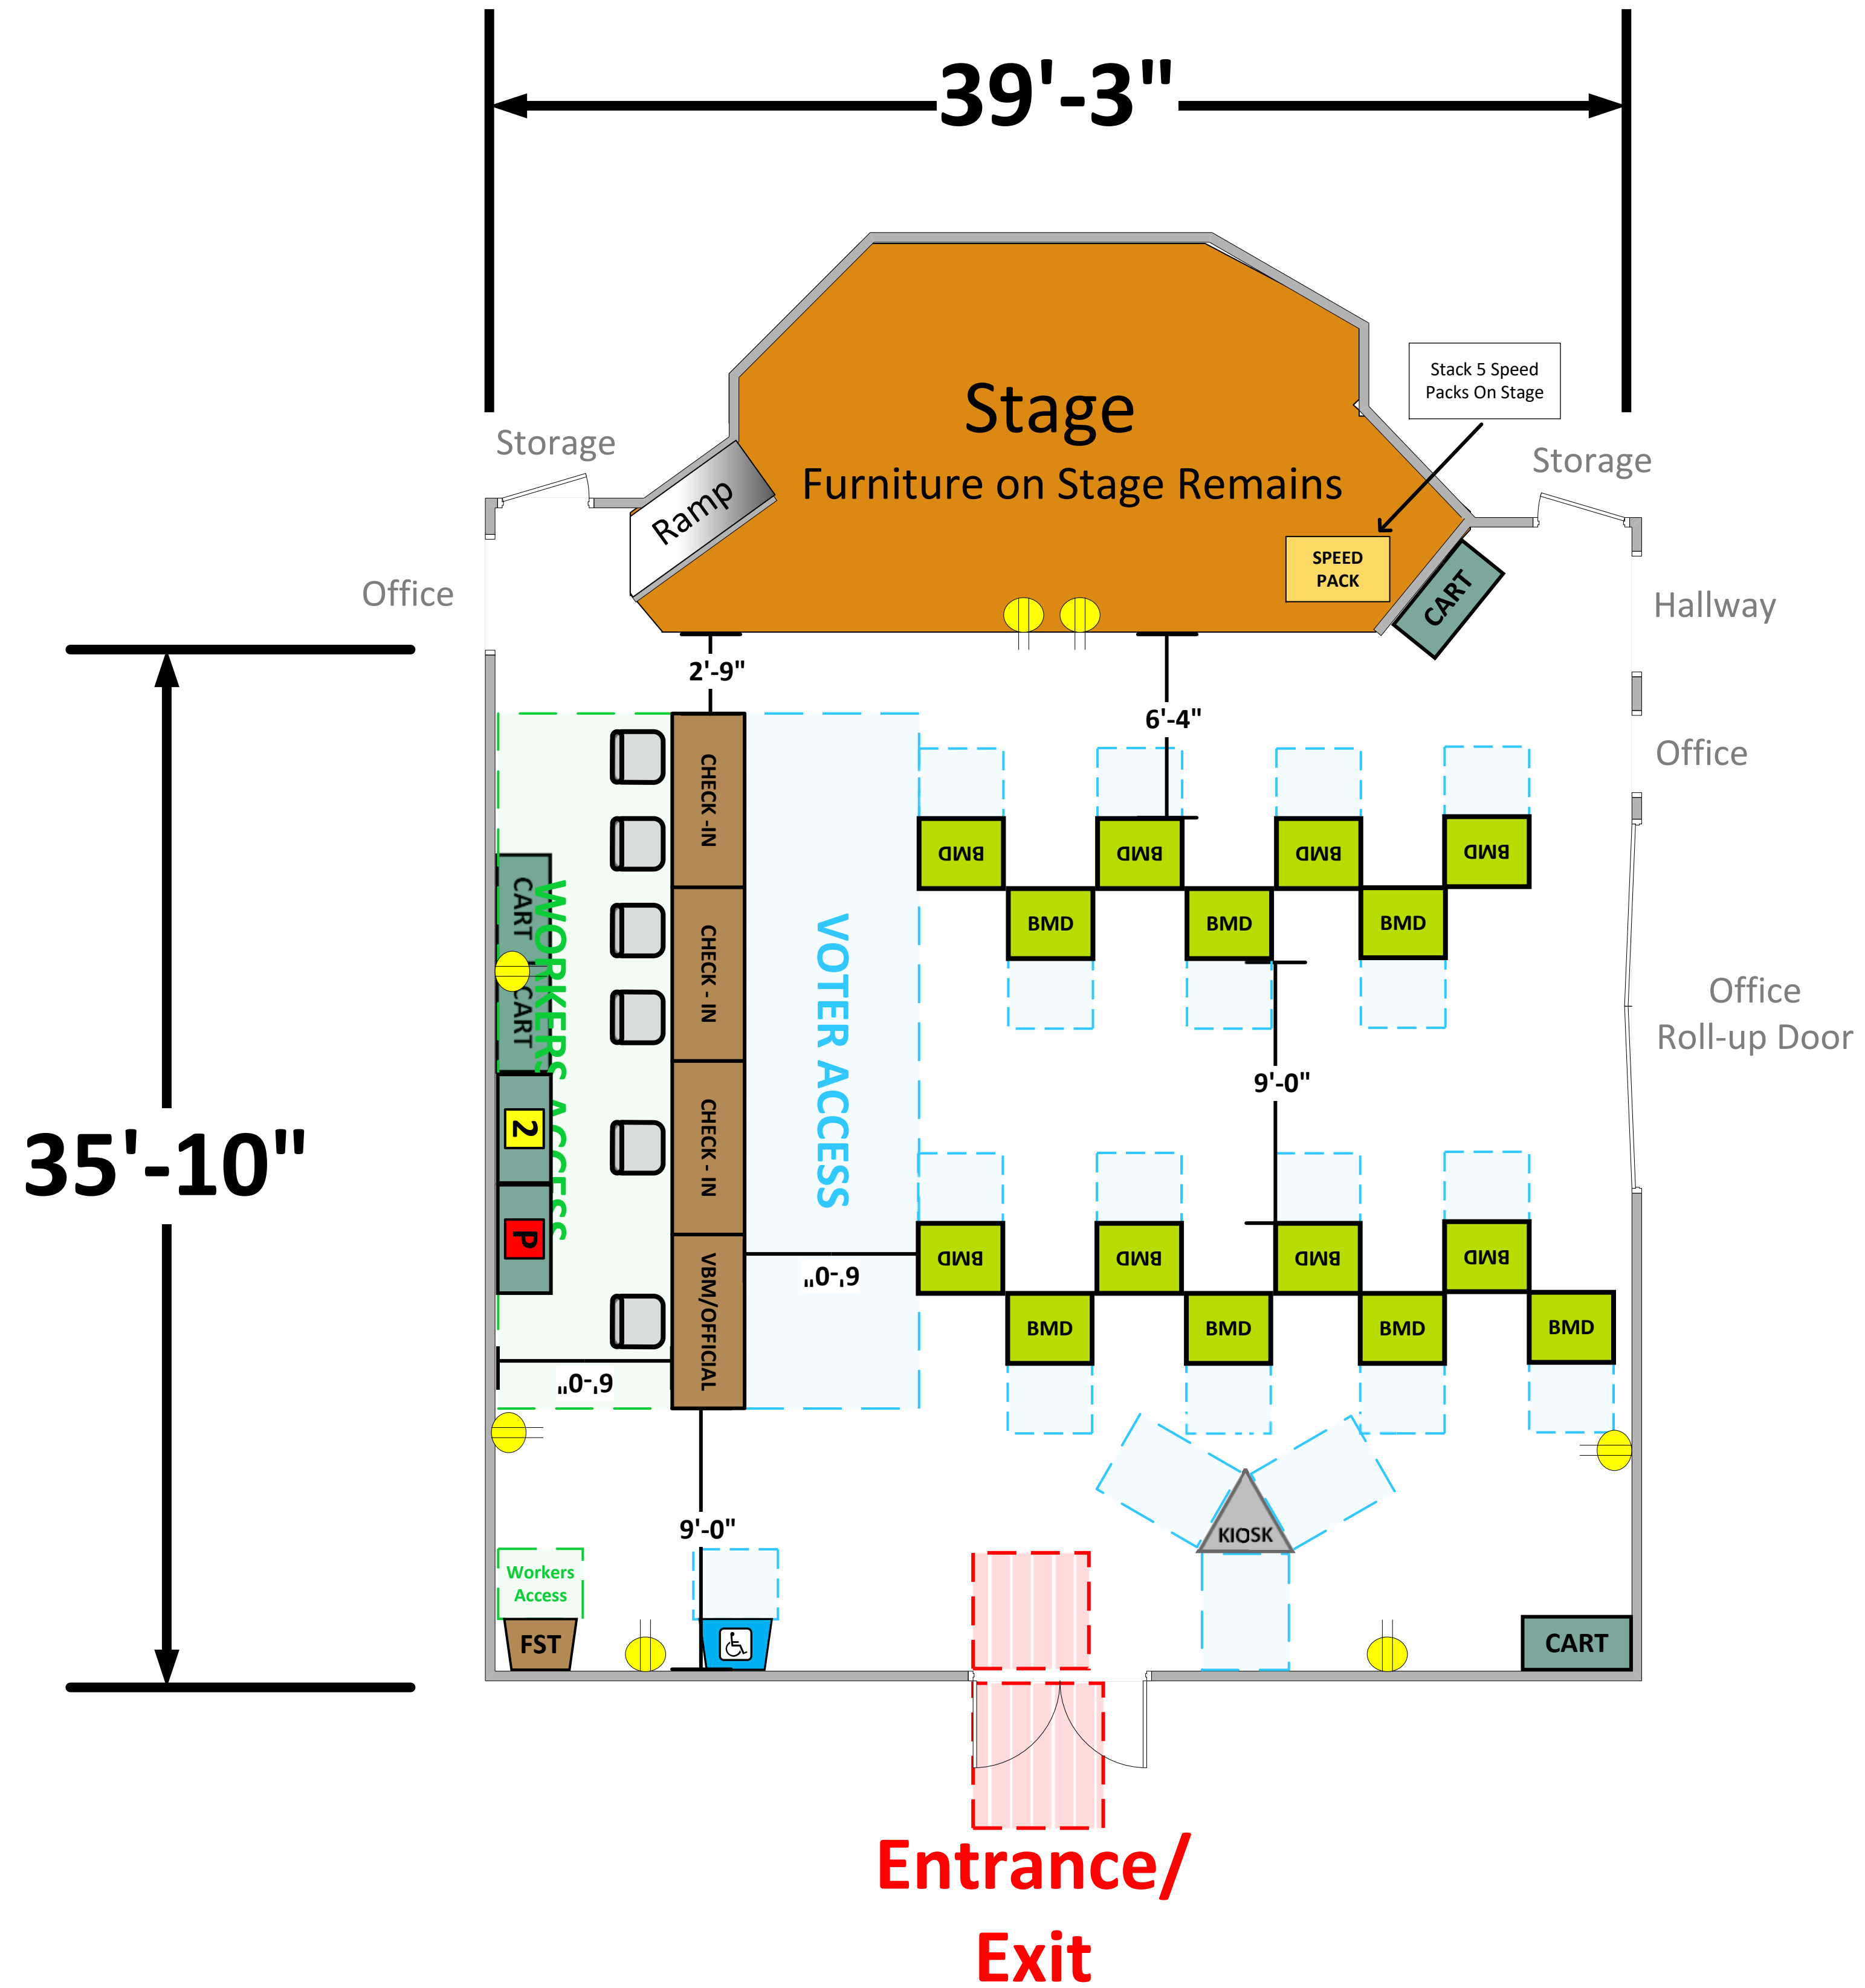 39'-3"
Stage
Furniture on Stage Remains
Stack 5 Speed
Packs On Stage
Storage
Storage
Ramp
SPEED
PACK
CART
Office
Hallway
2'-9"
6'-4"
Office
CHECK -IN
BMD
BMD
BMD
BMD
BMD
BMD
BMD
CART
CART
WORKERS ACCESS
CHECK - IN
VOTER ACCESS
Office
Roll-up Door
9'-0"
35'-10"
2
CHECK - IN
P
VBM/OFFICIAL
6'-0"
BMD
BMD
BMD
BMD
BMD
BMD
BMD
BMD
6'-0"
9'-0"
KIOSK
Workers
Access
FST
CART
Entrance/
Exit